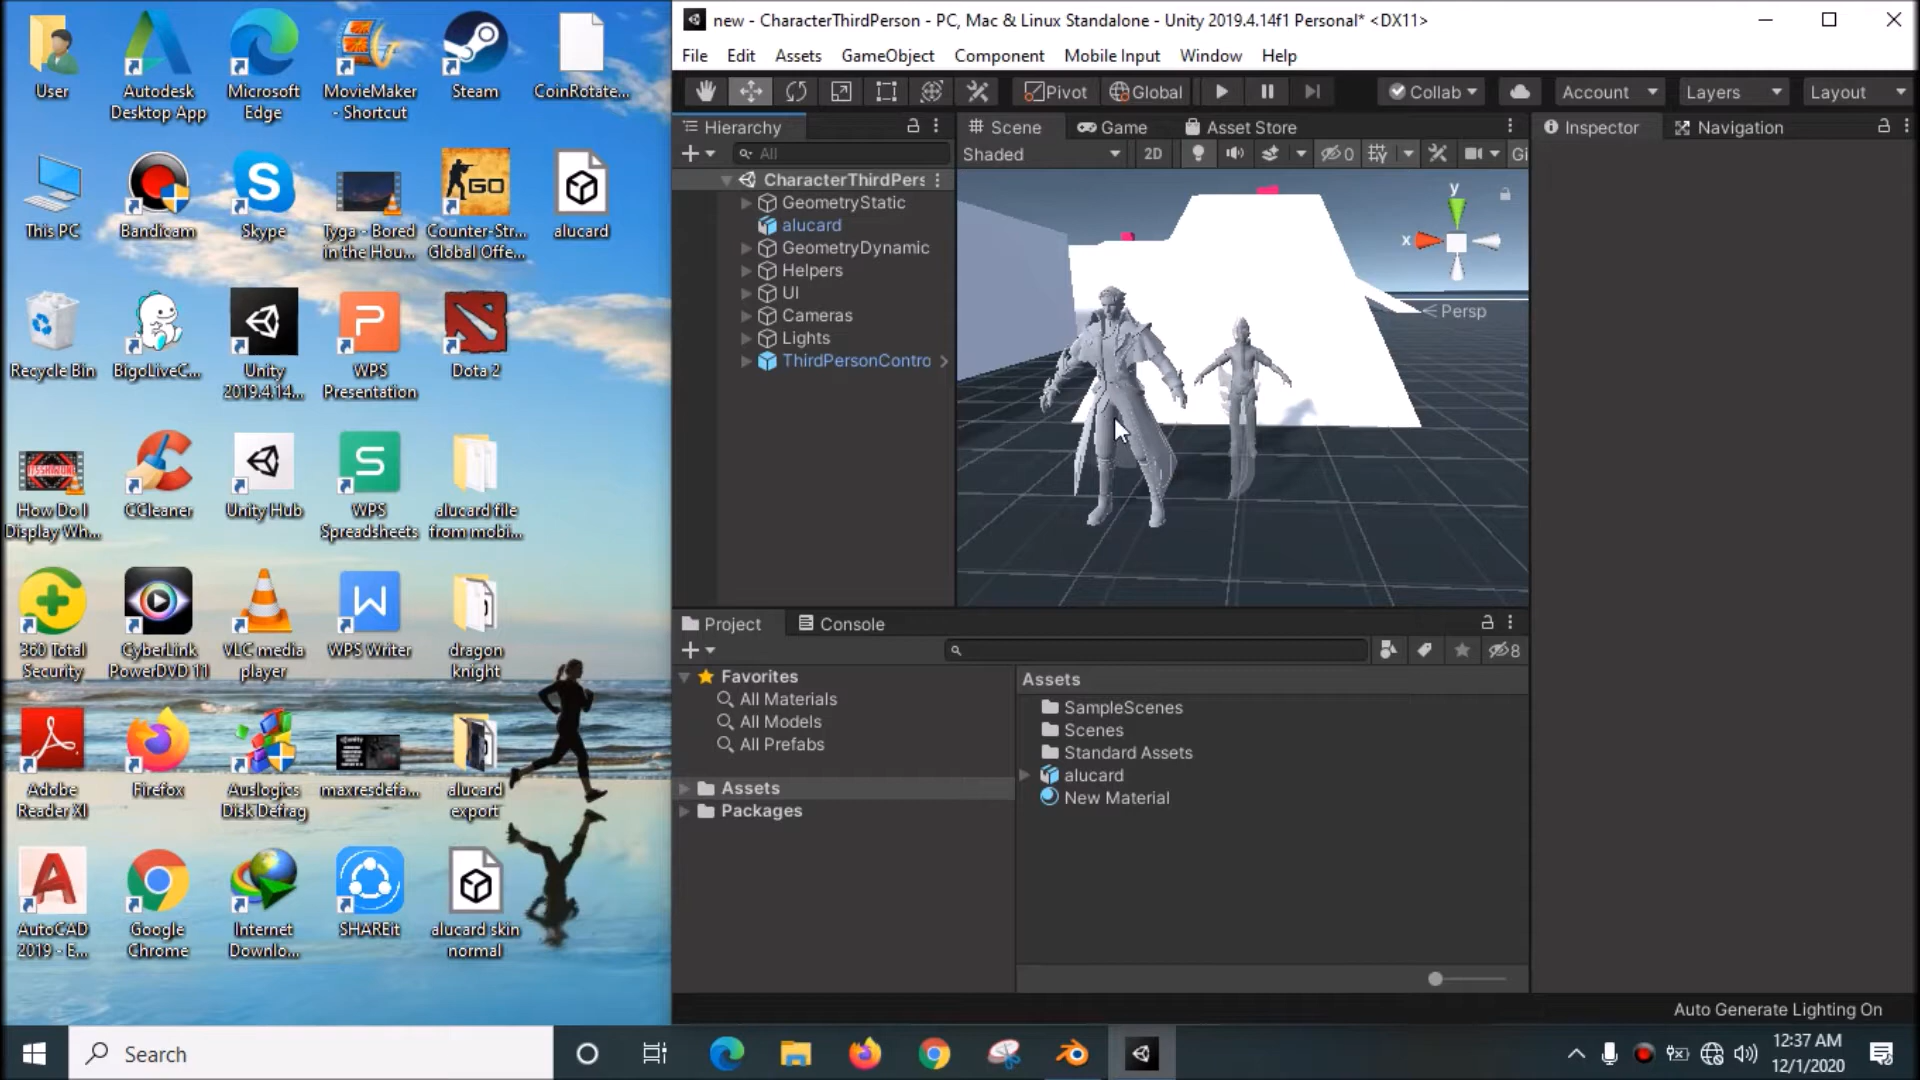 User
Autodesk
Desktop App
Microsoft
Edge
MovieMaker
- Shortcut
Steam
CoinRotate...
This PC
Bandicam
Skype
Tyga - Bored
in the Hou...
Counter-Str...
Global Offe...
GO
alucard
Recycle Bin
BigoLiveC...
Unity
2019.4.14...
WPS
Presentation
Dota 2
How Do I
Display Wh...
CCleaner
Unity Hub
WPS
Spreadsheets
alucard file
from mobi...
360 Total
Security
CyberLink
PowerDVD 11
VLC media
player
WPS Writer
dragon
knight
Adobe
Reader XI
Firefox
Auslogics
Disk Defrag
maxresdefa...
alucard
export
AutoCAD
2019 - E...
Google
Chrome
Internet
Downlo...
SHAREit
alucard skin
normal
new - CharacterThirdPerson - PC, Mac & Linux Standalone - Unity 2019.4.14f1 Personal* <DX11>
File Edit Assets GameObject Component Mobile Input Window Help
Pivot Global Collab Account Layers Layout
Hierarchy
All
CharacterThirdPers
GeometryStatic
alucard
GeometryDynamic
Helpers
UI
Cameras
Lights
ThirdPersonContro
Scene Game Asset Store
Shaded 2D 0 Gi
y
x
Persp
Inspector Navigation
Project Console
8
Favorites
All Materials
All Models
All Prefabs
Assets
Packages
Assets
SampleScenes
Scenes
Standard Assets
alucard
New Material
Auto Generate Lighting On
Search
12:37 AM
12/1/2020